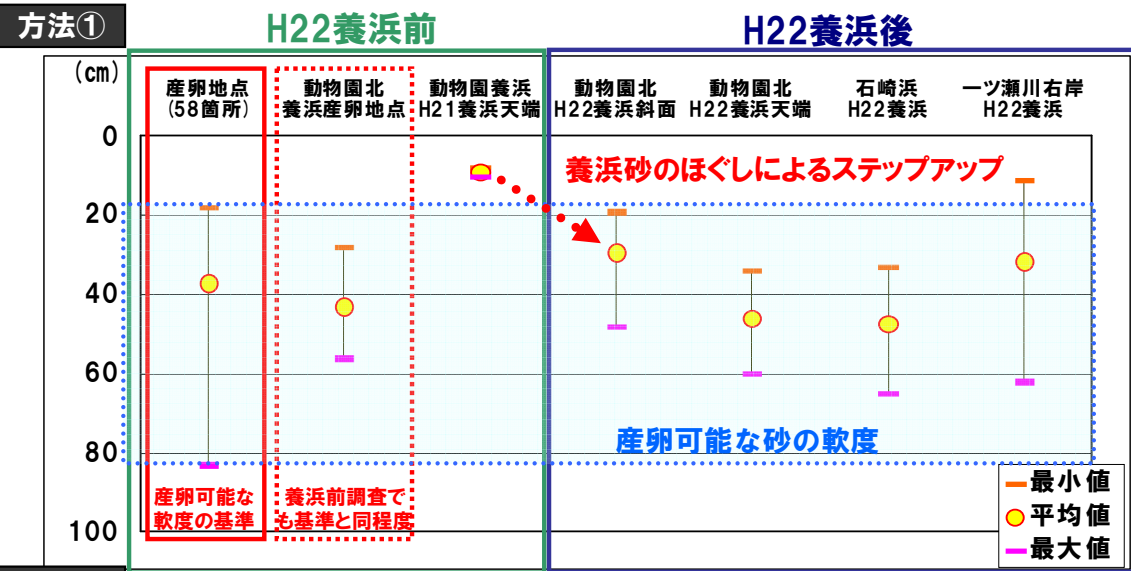 方法①
H22養浜前
H22養浜後
(cm)
産卵地点
(58箇所)
動物園北
養浜産卵地点
動物園養浜
H21養浜天端
動物園北
H22養浜斜面
動物園北
H22養浜天端
石崎浜
H22養浜
一ツ瀬川右岸
H22養浜
0
20
40
60
80
100
養浜砂のほぐしによるステップアップ
産卵可能な砂の軟度
産卵可能な
軟度の基準
養浜前調査で
も基準と同程度
最小値
平均値
最大値